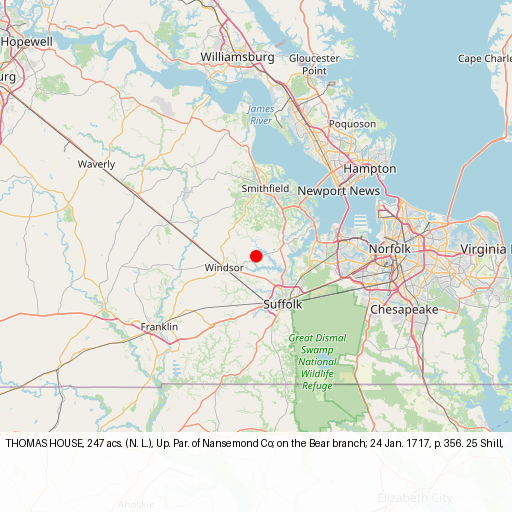 Hopewell
Williamsburg
Gloucester
Point
Cape Charle
urg
James
River
Poquoson
Waverly
Hampton
Smithfield
Newport News
Norfolk
Virginia
Windsor
Suffolk
Chesapeake
Franklin
Great Dismal
Swamp
National
Wildlife
Refuge
THOMAS HOUSE, 247 acs. (N. L.), Up. Par. of Nansemond Co; on the Bear branch; 24 Jan. 1717, p. 356. 25 Shill,
Ahoskie
Elizabeth City